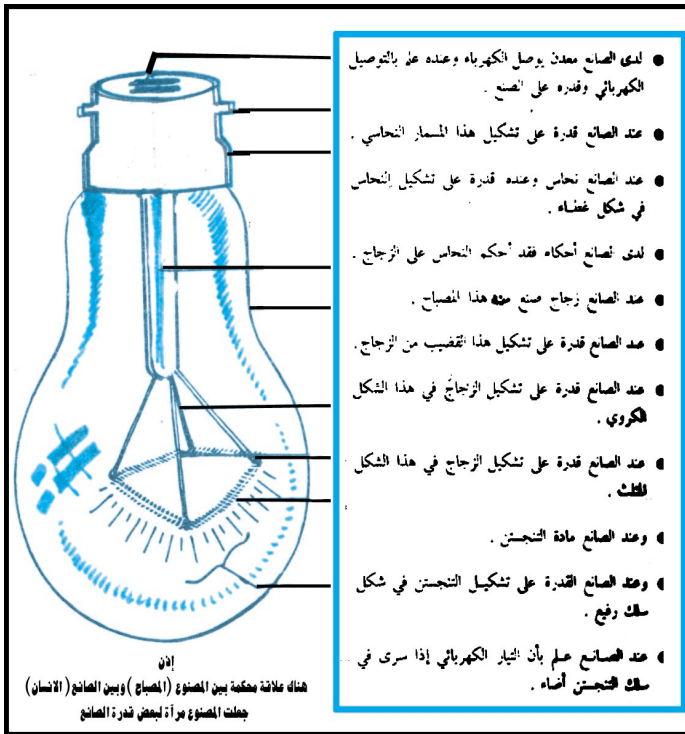 لدى الصانع معدن يوصل الكهرباء وعنده علم بالتوصيل
الكهربائي وقدره على الصنع .
عند الصانع قدرة على تشكيل هذا المسمار النحاسي .
عند الصانع نحاس وعنده قدرة على تشكيل النحاس
في شكل غطاء .
لدى الصانع أحكام فقد أحكم النحاس على الزجاج .
عند الصانع زجاج صنع منه هذا المصباح .
عند الصانع قدرة على تشكيل هذا القضيب من الزجاج .
عند الصانع قدرة على تشكيل الزجاج في هذا الشكل
الكروي .
عند الصانع قدرة على تشكيل الزجاج في هذا الشكل
المثلث .
وعند الصانع مادة التنجستن .
وعند الصانع القدرة على تشكيل التنجستن في شكل
سلك رفيع .
عند الصانع علم بأن التيار الكهربائي إذا سرى في
سلك التنجستن أضاء .
إذن
هناك علاقة محكمة بين المصنوع (المصباح) وبين الصانع (الانسان)
جعلت المصنوع مرآة لبعض قدرة الصانع